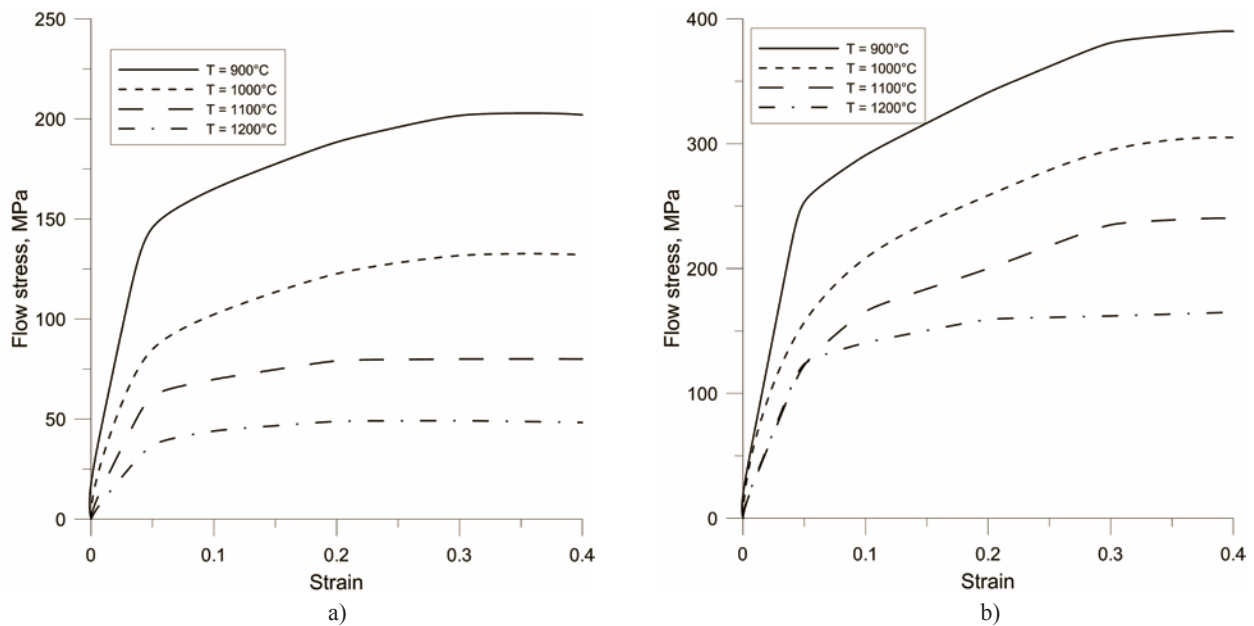 250
200
150
100
50
0
Flow stress, MPa
T = 900°C
T = 1000°C
T = 1100°C
T = 1200°C
0 0.1 0.2 0.3 0.4
Strain
a)
400
300
200
100
0
Flow stress, MPa
T = 900°C
T = 1000°C
T = 1100°C
T = 1200°C
0 0.1 0.2 0.3 0.4
Strain
b)